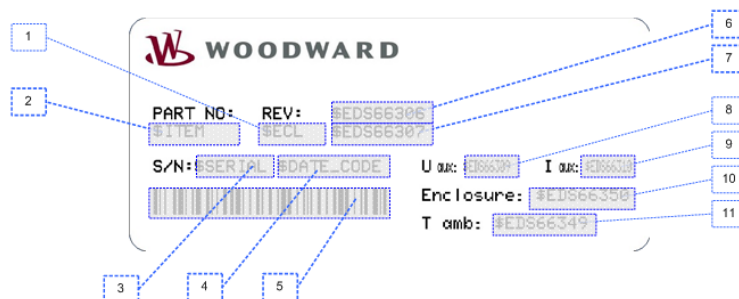 1
6
WOODWARD
7
2
PART NO: REV: $EDS66306
$ITEM $ECL $EDS66307
8
S/N: $SERIAL $DATE_CODE U aux: I aux:
9
Enclosure: $EDS66350
10
T amb: $EDS66349
11
3 4 5